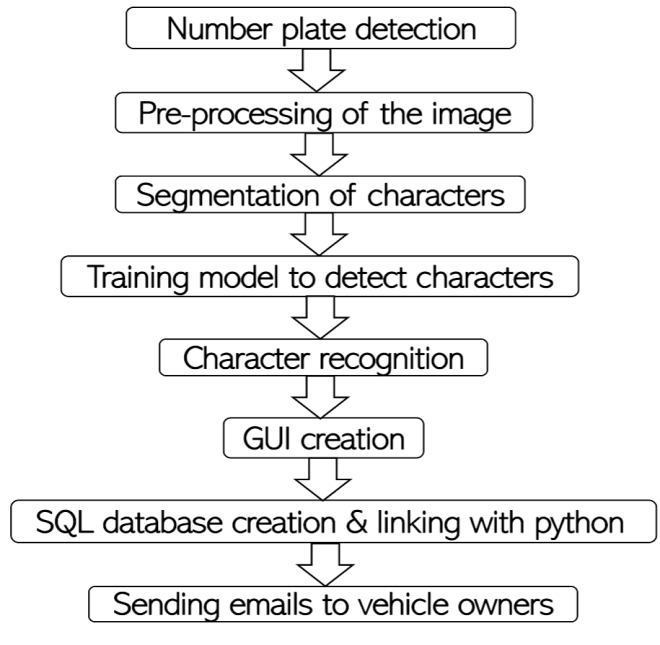 Number plate detection
Pre-processing of the image
Segmentation of characters
Training model to detect characters
Character recognition
GUI creation
SQL database creation & linking with python
Sending emails to vehicle owners